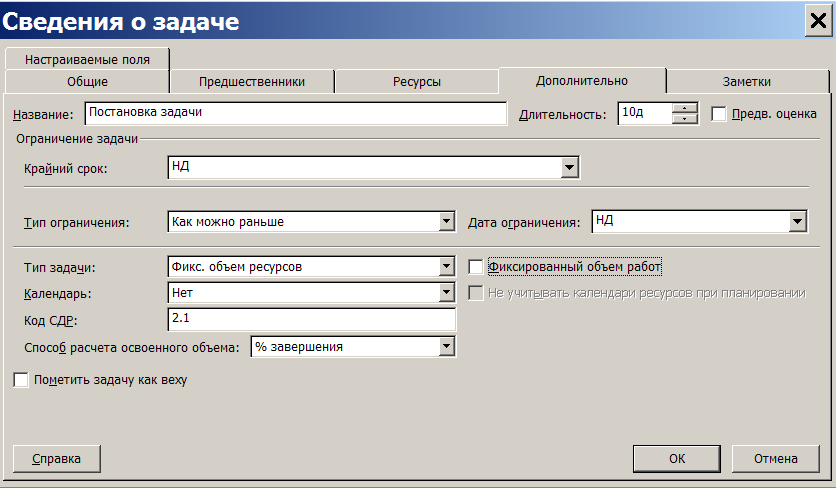 Сведения о задаче
Настраиваемые поля
Общие Предшественники Ресурсы Дополнительно Заметки
Название: Постановка задачи Длительность: 10д Предв. оценка
Ограничение задачи
Крайний срок: НД
Тип ограничения: Как можно раньше Дата ограничения: НД
Тип задачи: Фикс. объем ресурсов Фиксированный объем работ
Календарь: Нет Не учитывать календари ресурсов при планировании
Код СДР: 2.1
Способ расчета освоенного объема: % завершения
Пометить задачу как веху
Справка ОК Отмена